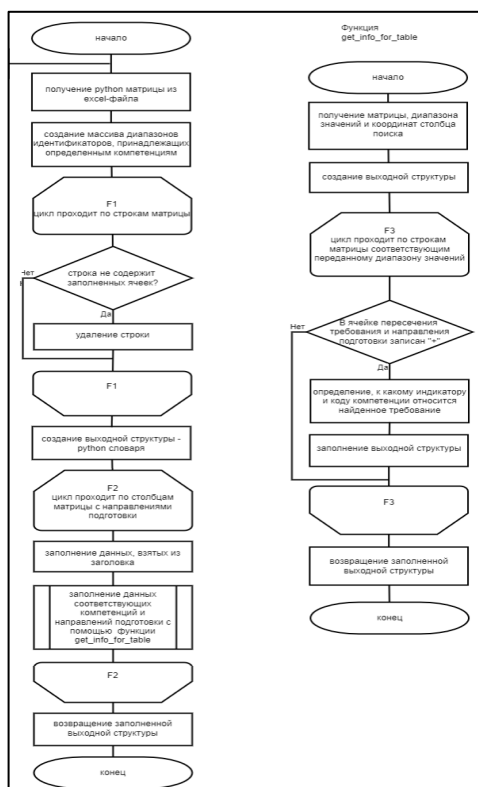 начало
получение python матрицы из
excel-файла
создание массива диапазонов
идентификаторов, принадлежащих
определенным компетенциям
F1
цикл проходит по строкам матрицы
Нет
строка не содержит
заполненных ячеек?
Да
удаление строки
F1
создание выходной структуры -
python словаря
F2
цикл проходит по столбцам
матрицы с направлениями
подготовки
заполнение данных, взятых из
заголовка
заполнение данных
соответствующих
компетенций и
направлений подготовки с
помощью функции
get_info_for_table
F2
возвращение заполненной
выходной структуры
конец
Функция
get_info_for_table
начало
получение матрицы, диапазона
значений и координат столбца
поиска
создание выходной структуры
F3
цикл проходит по строкам
матрицы соответствующим
переданному диапазону значений
Нет
В ячейке пересечения
требования и направления
подготовки записан "+"
Да
определение, к какому индикатору
и коду компетенции относится
найденное требование
заполнение выходной структуры
F3
возвращение заполненной
выходной структуры
конец